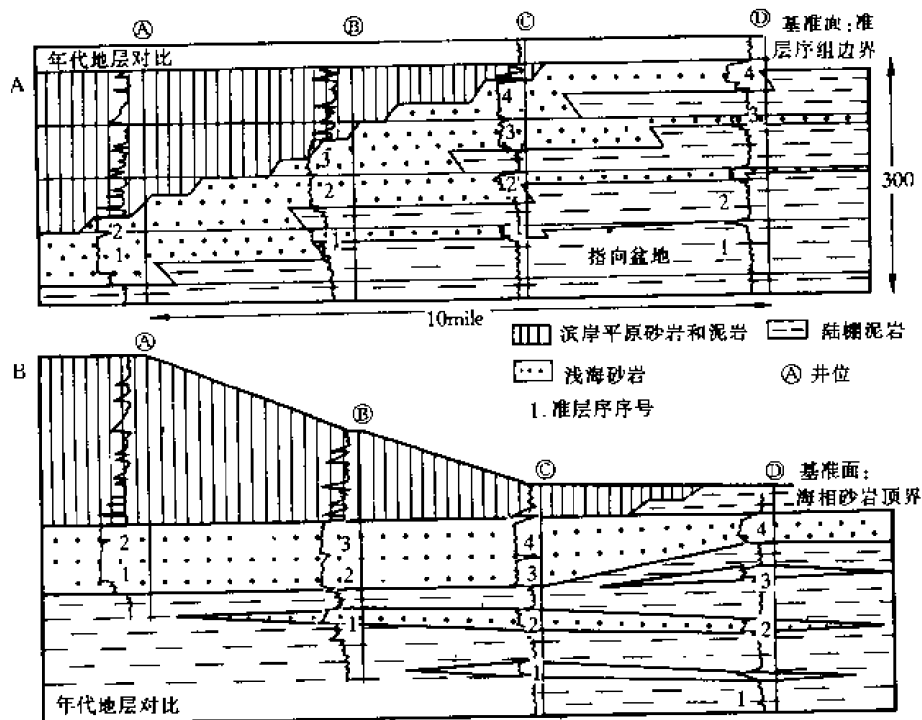 Ⓐ Ⓑ Ⓒ Ⓓ
基准面:准
层序组边界
年代地层对比
A
4 4
3 3 3
2 2 2 2
1 1 1
指向盆地
300
10mile
滨岸平原砂岩和泥岩 陆棚泥岩
浅海砂岩 Ⓐ 井位
1. 准层序序号
B
Ⓐ Ⓑ Ⓒ Ⓓ
基准面:
海相砂岩顶界
2 3 4 4
1 2 3 3
1 2 2
1 1
年代地层对比